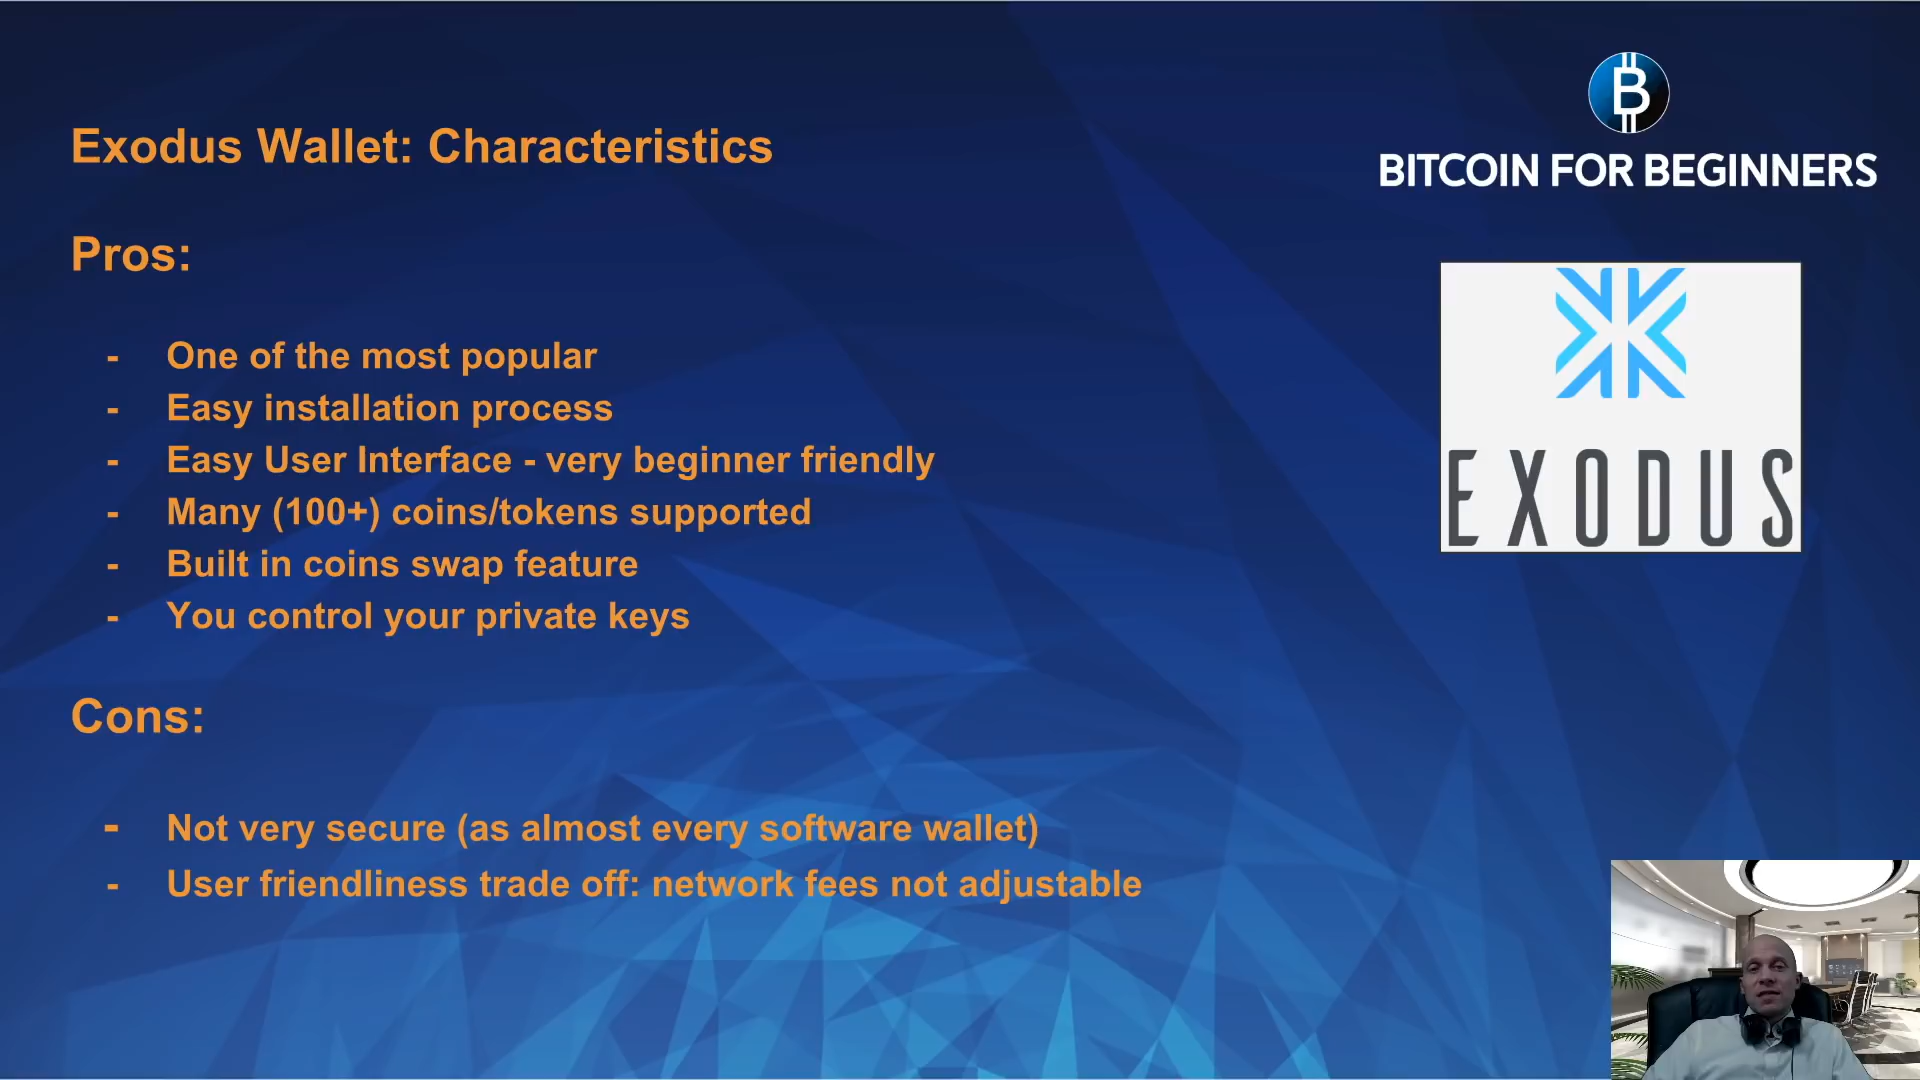 Exodus Wallet: Characteristics
Pros:
- One of the most popular
- Easy installation process
- Easy User Interface - very beginner friendly
- Many (100+) coins/tokens supported
- Built in coins swap feature
- You control your private keys
Cons:
- Not very secure (as almost every software wallet)
- User friendliness trade off: network fees not adjustable
B
BITCOIN FOR BEGINNERS
EXODUS